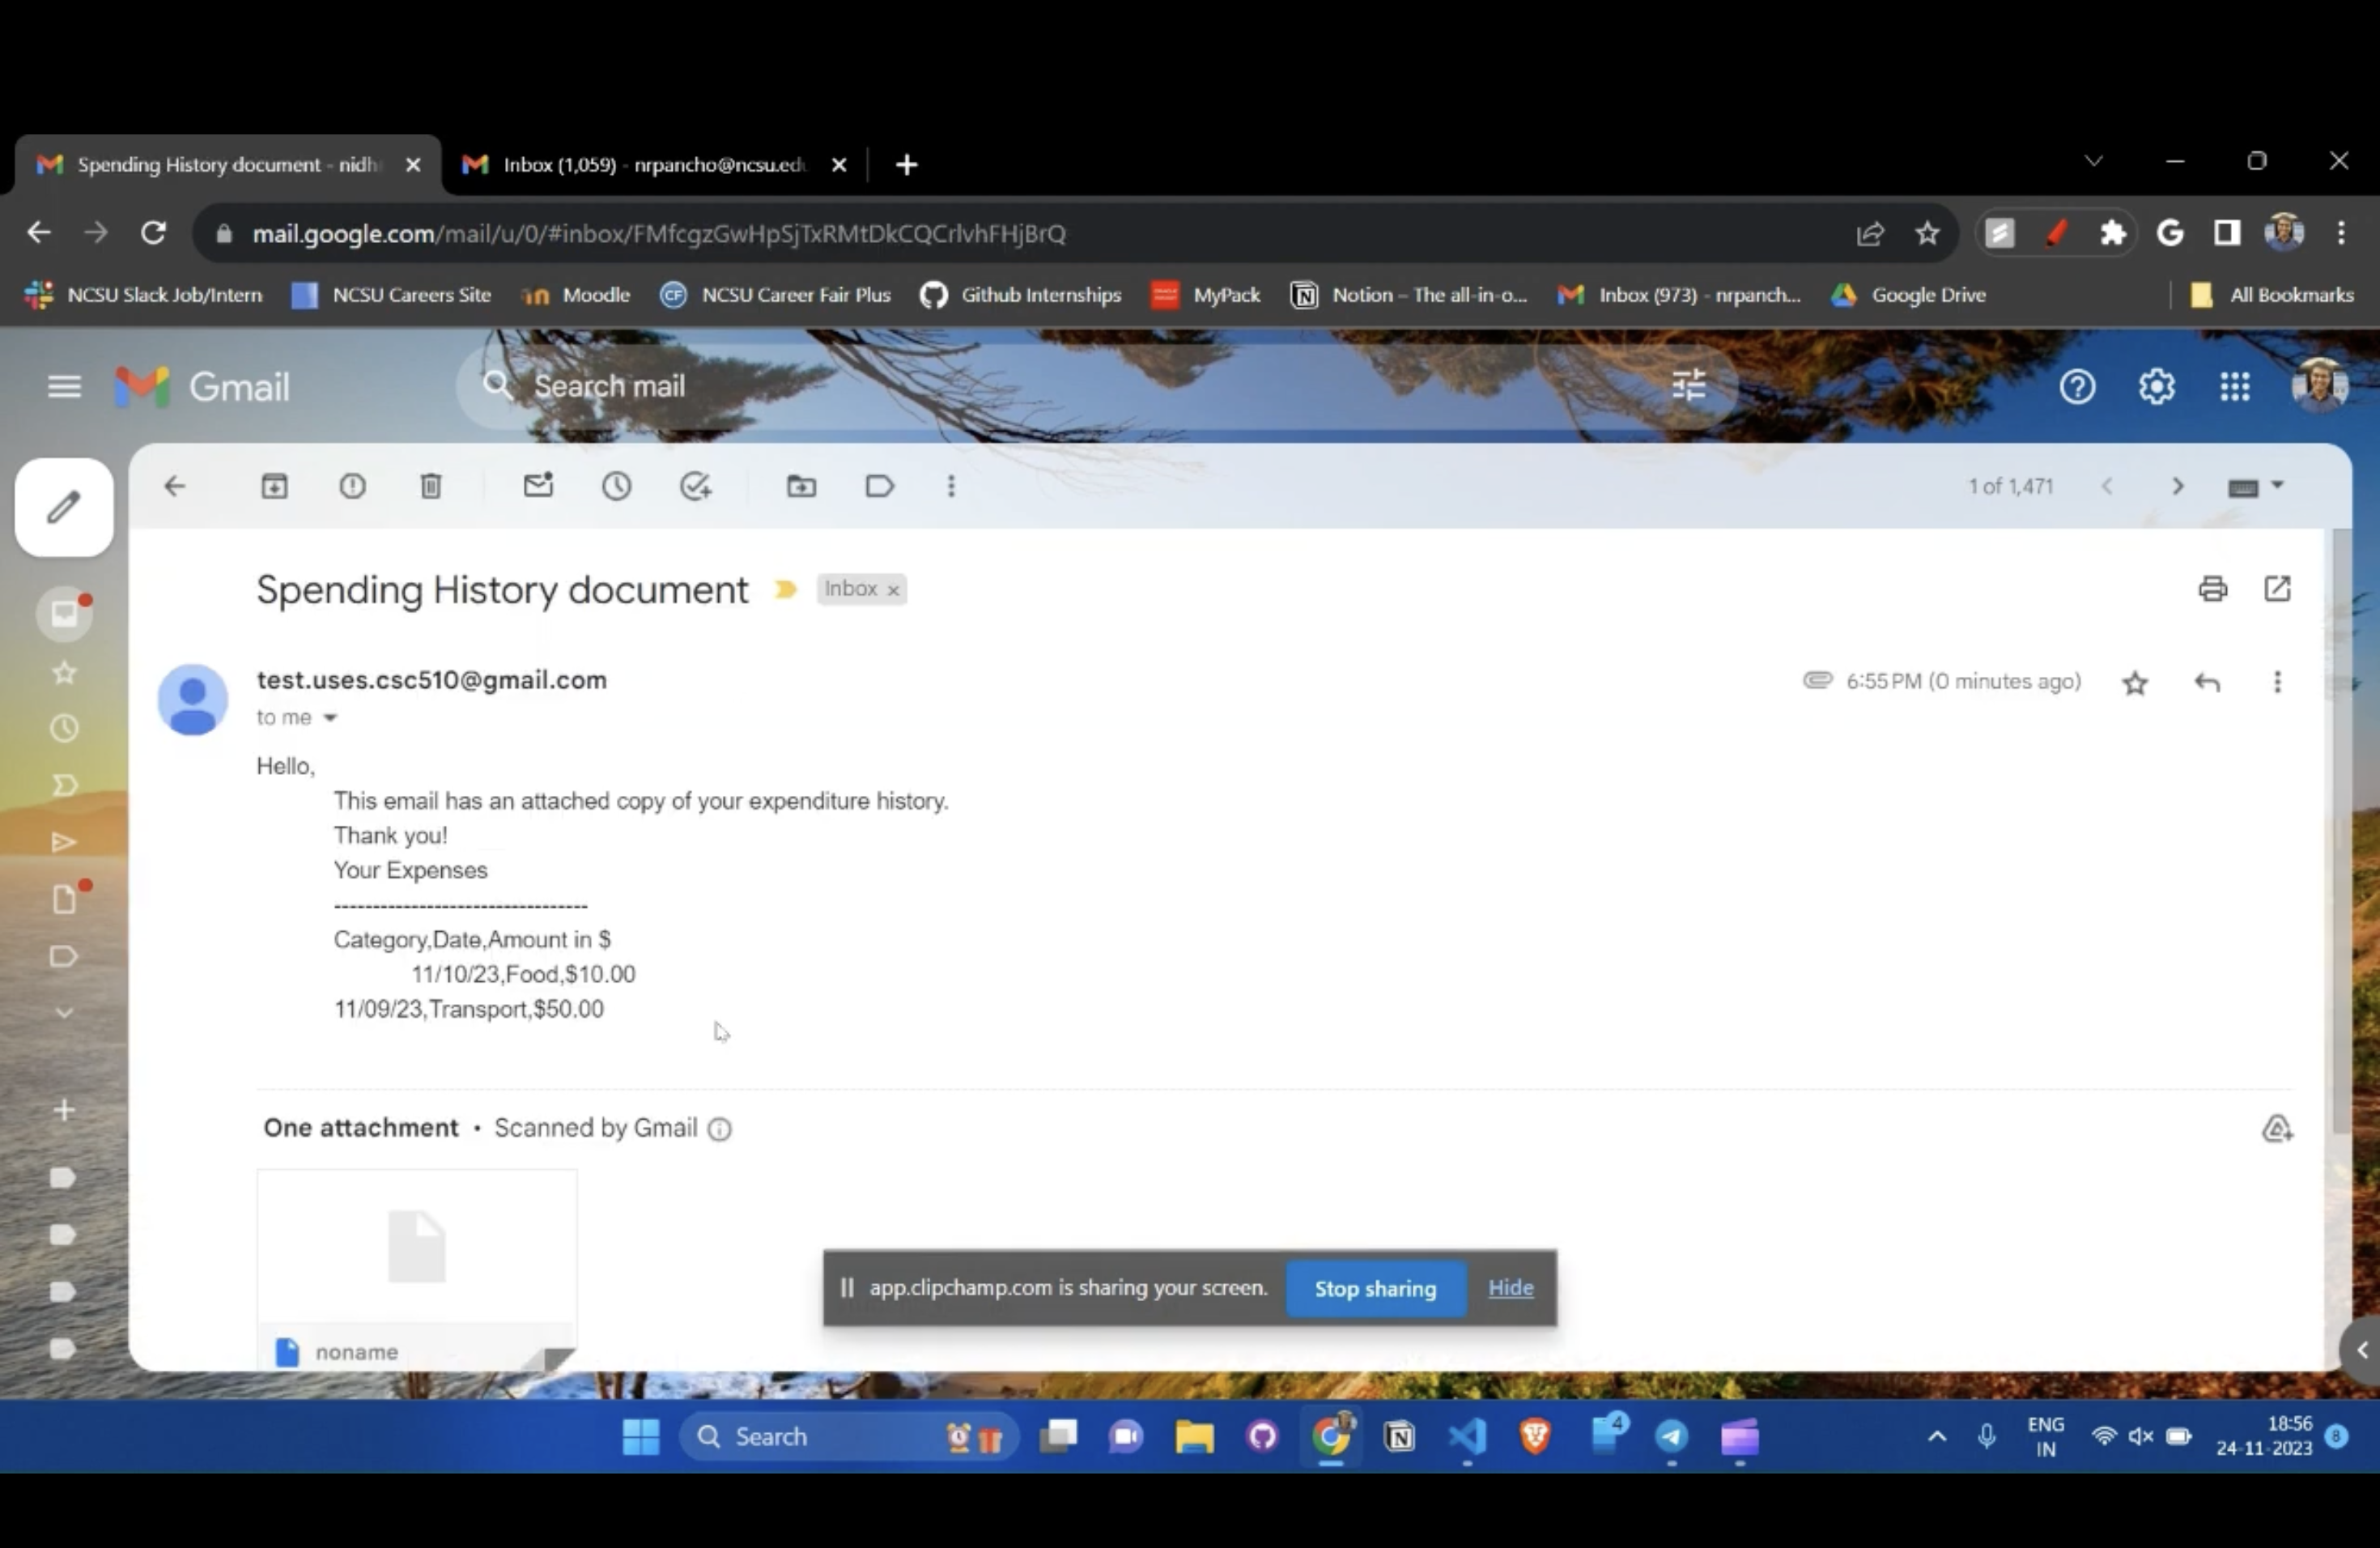 Spending History document - nidh
Inbox (1,059) - nrpancho@ncsu.edu
mail.google.com/mail/u/0/#inbox/FMfcgzGwHpSjTxRMtDkCQCrlvhFHjBrQ
NCSU Slack Job/Intern NCSU Careers Site Moodle CF NCSU Career Fair Plus Github Internships MyPack Notion – The all-in-o... Inbox (973) - nrpanch... Google Drive All Bookmarks
Gmail
Search mail
1 of 1,471
Spending History document Inbox x
test.uses.csc510@gmail.com
6:55 PM (0 minutes ago)
to me
Hello,
This email has an attached copy of your expenditure history.
Thank you!
Your Expenses
---------------------------------
Category,Date,Amount in $
11/10/23,Food,$10.00
11/09/23,Transport,$50.00
One attachment • Scanned by Gmail
noname
app.clipchamp.com is sharing your screen. Stop sharing Hide
Search
4
ENG
IN
18:56
24-11-2023
8